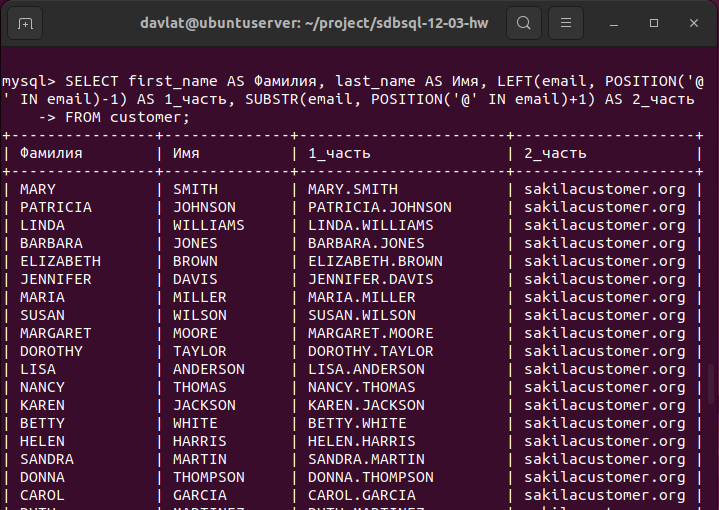 davlat@ubuntuserver: ~/project/sdbsql-12-03-hw
mysql> SELECT first_name AS Фамилия, last_name AS Имя, LEFT(email, POSITION('@
' IN email)-1) AS 1_часть, SUBSTR(email, POSITION('@' IN email)+1) AS 2_часть
    -> FROM customer;
+----------------+--------------+-----------------------+--------------------+
| Фамилия        | Имя          | 1_часть               | 2_часть            |
+----------------+--------------+-----------------------+--------------------+
| MARY           | SMITH        | MARY.SMITH            | sakilacustomer.org |
| PATRICIA       | JOHNSON      | PATRICIA.JOHNSON      | sakilacustomer.org |
| LINDA          | WILLIAMS     | LINDA.WILLIAMS        | sakilacustomer.org |
| BARBARA        | JONES        | BARBARA.JONES         | sakilacustomer.org |
| ELIZABETH      | BROWN        | ELIZABETH.BROWN       | sakilacustomer.org |
| JENNIFER       | DAVIS        | JENNIFER.DAVIS        | sakilacustomer.org |
| MARIA          | MILLER       | MARIA.MILLER          | sakilacustomer.org |
| SUSAN          | WILSON       | SUSAN.WILSON          | sakilacustomer.org |
| MARGARET       | MOORE        | MARGARET.MOORE        | sakilacustomer.org |
| DOROTHY        | TAYLOR       | DOROTHY.TAYLOR        | sakilacustomer.org |
| LISA           | ANDERSON     | LISA.ANDERSON         | sakilacustomer.org |
| NANCY          | THOMAS       | NANCY.THOMAS          | sakilacustomer.org |
| KAREN          | JACKSON      | KAREN.JACKSON         | sakilacustomer.org |
| BETTY          | WHITE        | BETTY.WHITE           | sakilacustomer.org |
| HELEN          | HARRIS       | HELEN.HARRIS          | sakilacustomer.org |
| SANDRA         | MARTIN       | SANDRA.MARTIN         | sakilacustomer.org |
| DONNA          | THOMPSON     | DONNA.THOMPSON        | sakilacustomer.org |
| CAROL          | GARCIA       | CAROL.GARCIA          | sakilacustomer.org |
| RUTH           | MARTINEZ     | RUTH.MARTINEZ         | sakilacustomer.org |